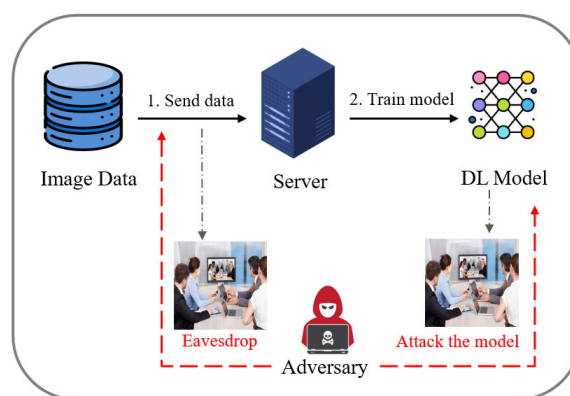 1. Send data
2. Train model
Image Data
Server
DL Model
Eavesdrop
Attack the model
Adversary